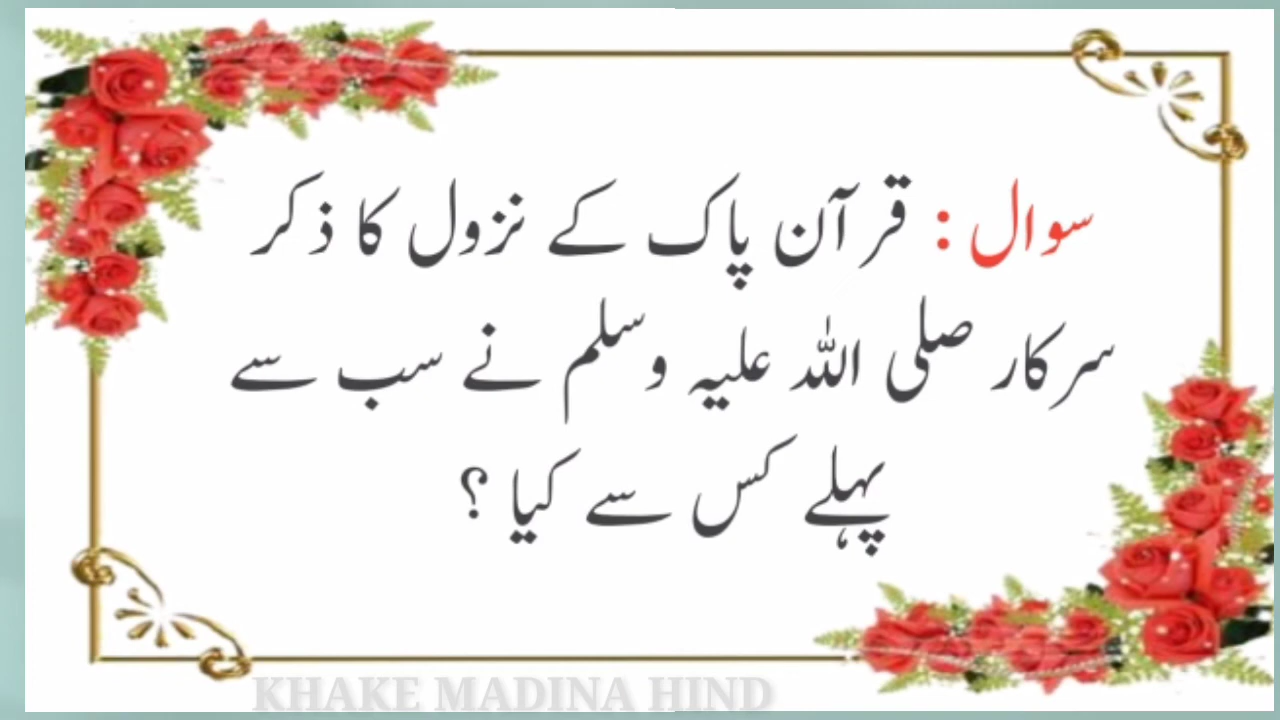 سوال : قرآن پاک کے نزول کا ذکر
سرکار صلی اللہ علیہ وسلم نے سب سے
پہلے کس سے کیا ؟
KHAKE MADINA HIND